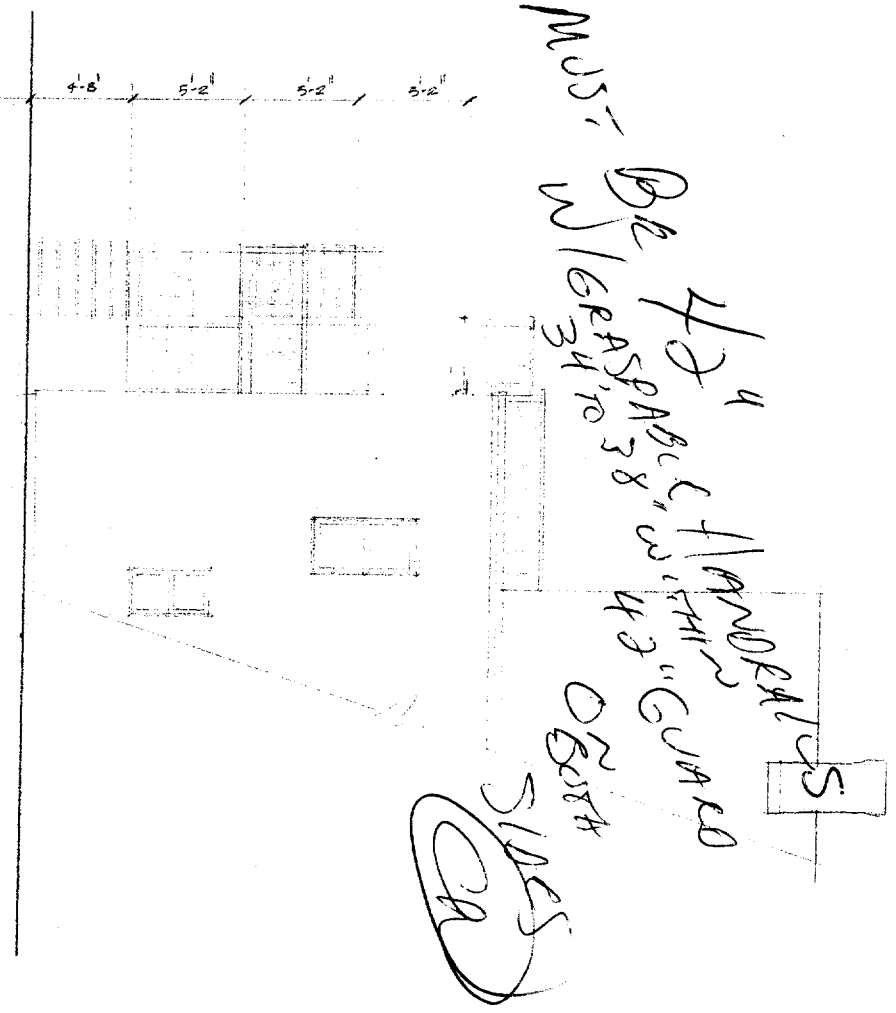 4'-8" 5'-2" 5'-2" 3'-2"
MUST BE 42"
W/GRASPABLE HANDRAILS
34 TO 38" WITHIN
42" GUARD
ON
BOTH
SIDES